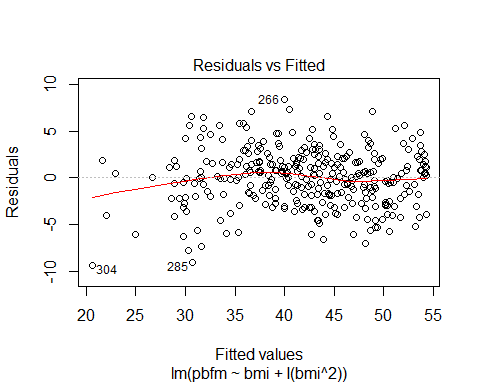 Residuals vs Fitted
Residuals
10
5
0
-5
-10
266
304
285
20 25 30 35 40 45 50 55
Fitted values
lm(pbfm ~ bmi + I(bmi^2))